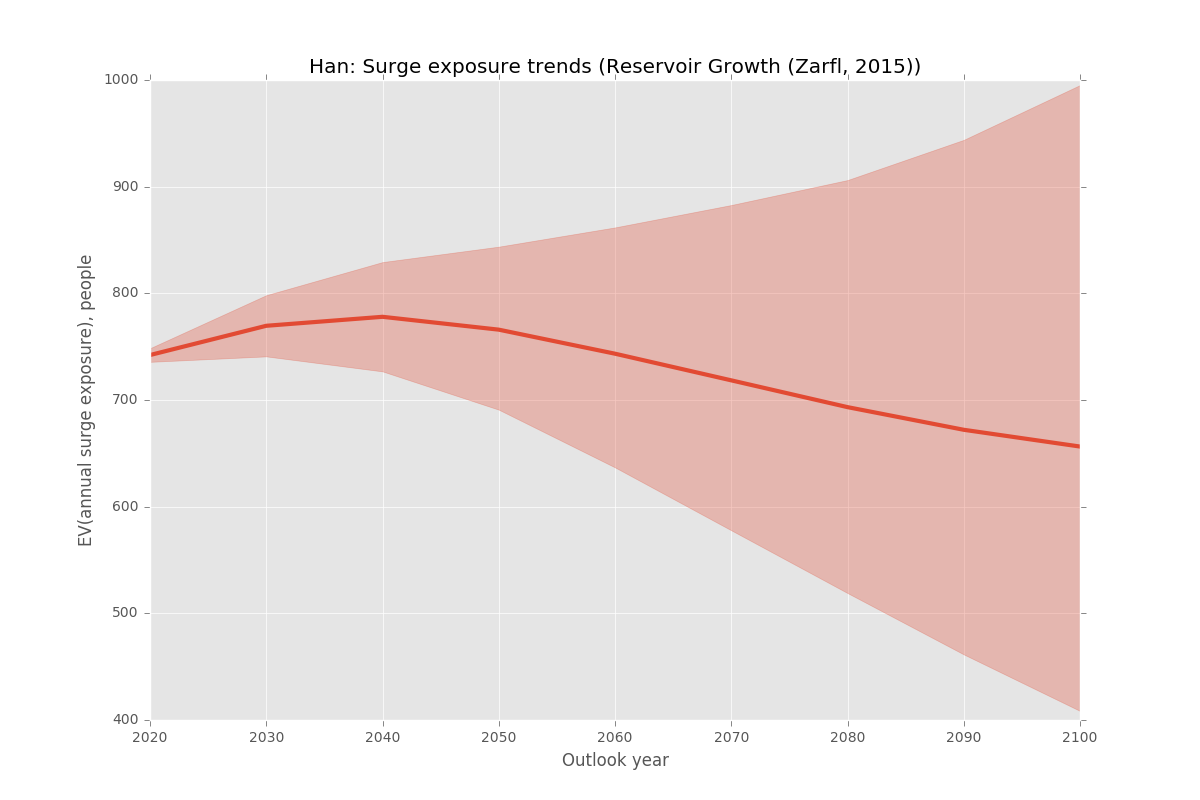 Han: Surge exposure trends (Reservoir Growth (Zarfl, 2015))
1000
900
800
700
600
500
400
EV(annual surge exposure), people
2020 2030 2040 2050 2060 2070 2080 2090 2100
Outlook year